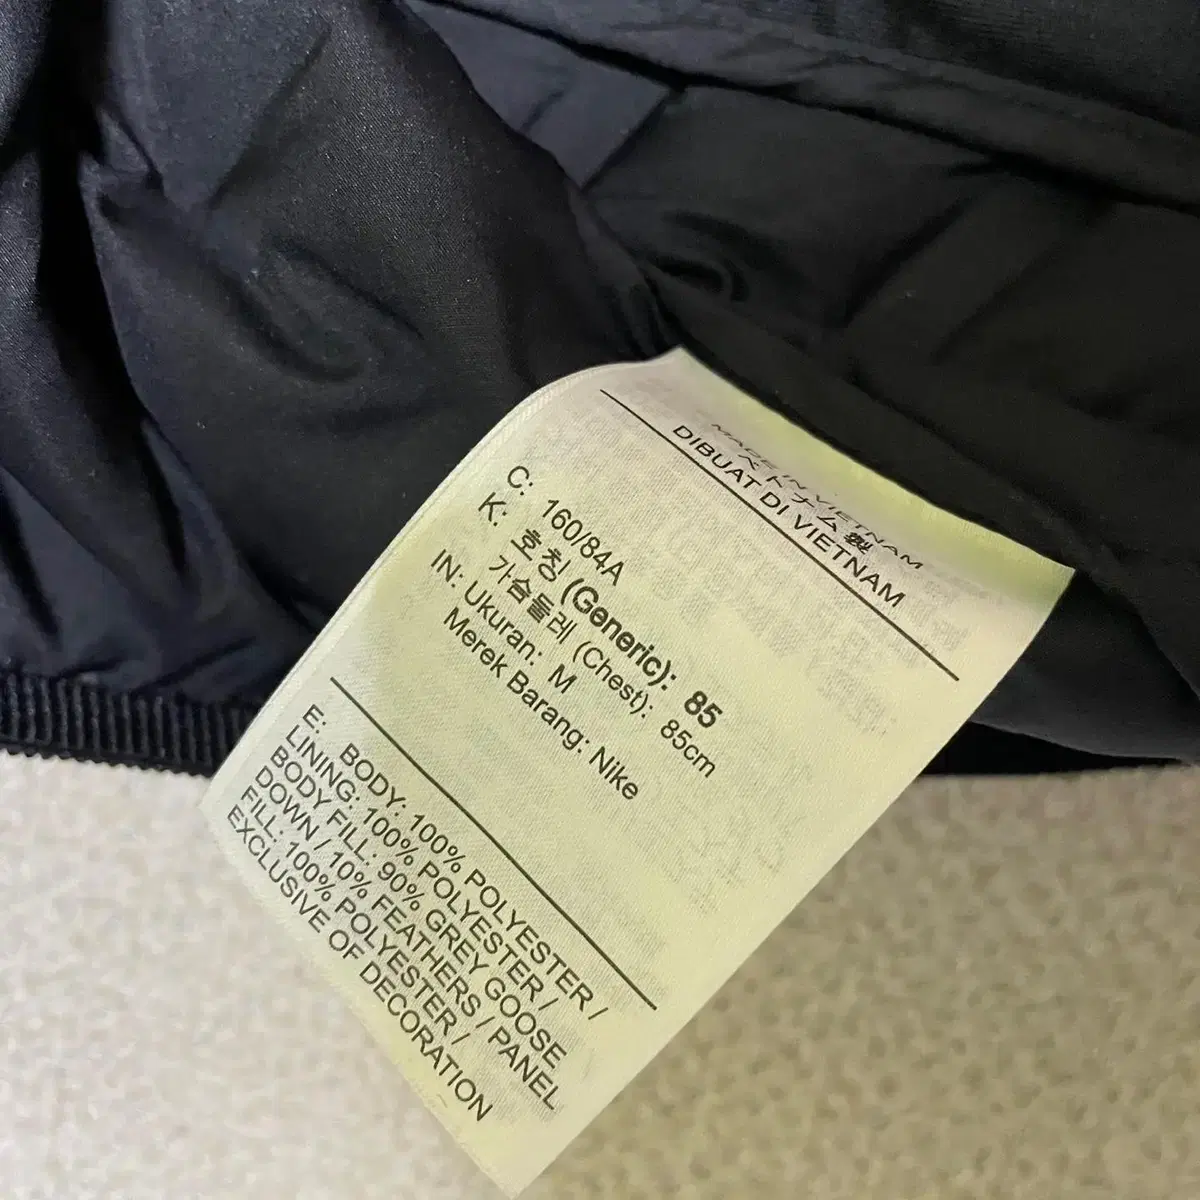 MADE IN VIETNAM
ベトナム製
DIBUAT DI VIETNAM
C: 160/84A
K: 호칭 (Generic): 85
가슴둘레 (Chest): 85cm
IN: Ukuran: M
Merek Barang: Nike
E: BODY: 100% POLYESTER /
LINING: 100% POLYESTER /
BODY FILL: 90% GREY GOOSE
DOWN / 10% FEATHERS / PANEL
FILL: 100% POLYESTER /
EXCLUSIVE OF DECORATION